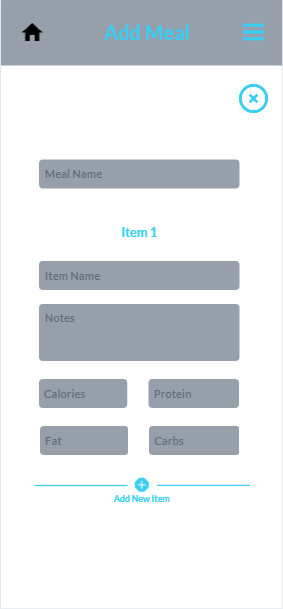 Add Meal
Meal Name
Item 1
Item Name
Notes
Calories Protein
Fat Carbs
Add New Item